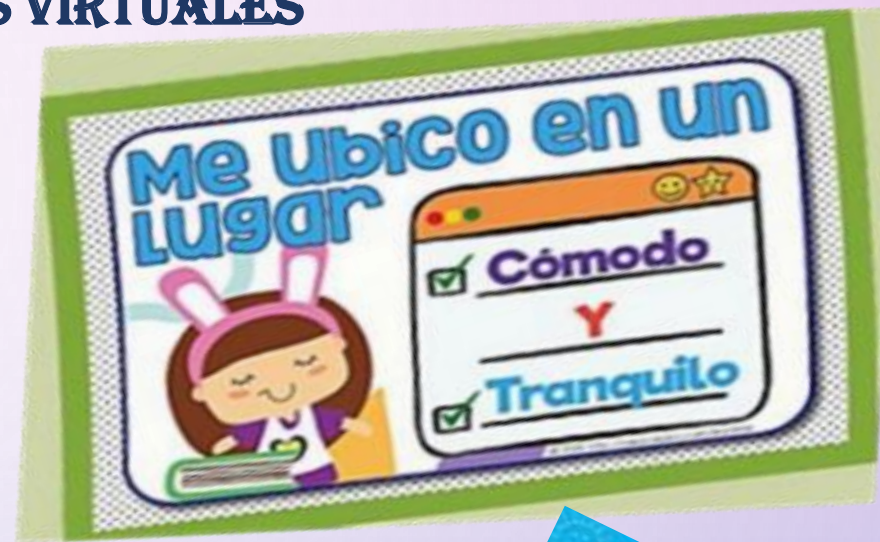 S VIRTUALES
Me Ubico en un
Lugar
Cómodo
Y
Tranquilo